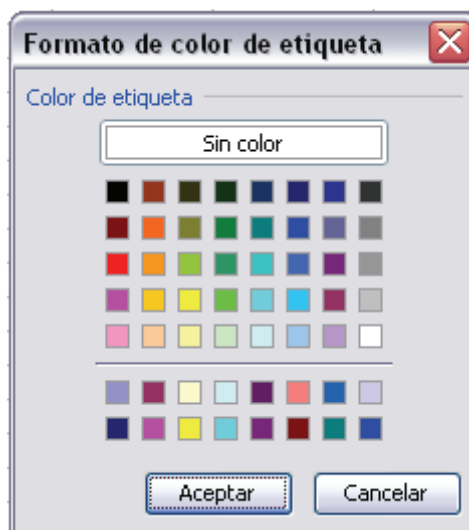 Formato de color de etiqueta
Color de etiqueta
Sin color
Aceptar
Cancelar